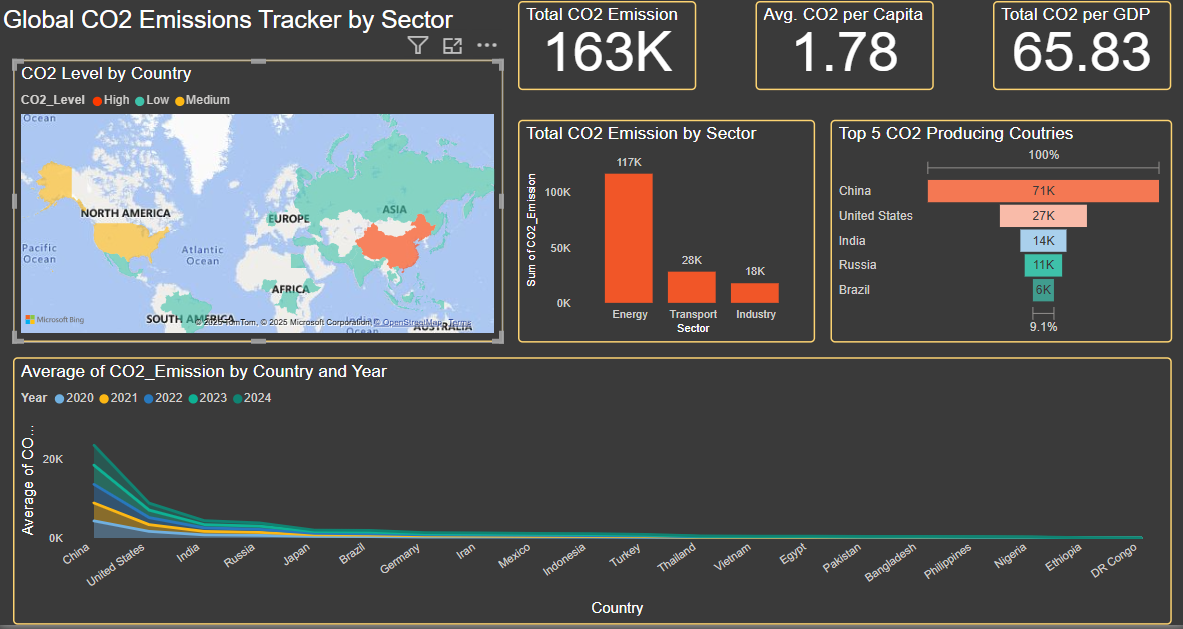 Global CO2 Emissions Tracker by Sector
Total CO2 Emission
163K
Avg. CO2 per Capita
1.78
Total CO2 per GDP
65.83
CO2 Level by Country
CO2_Level High Low Medium
Ocean
NORTH AMERICA
EUROPE
ASIA
Pacific
Ocean
Atlantic
Ocean
AFRICA
SOUTH AMERICA
Indian
Ocean
AUSTRALIA
Microsoft Bing
© 2025 TomTom, © 2025 Microsoft Corporation, © OpenStreetMap Terms
Total CO2 Emission by Sector
Sum of CO2_Emission
100K
50K
0K
117K
28K
18K
Energy
Transport
Industry
Sector
Top 5 CO2 Producing Coutries
100%
China 71K
United States 27K
India 14K
Russia 11K
Brazil 6K
9.1%
Average of CO2_Emission by Country and Year
Year 2020 2021 2022 2023 2024
Average of CO...
20K
0K
China
United States
India
Russia
Japan
Brazil
Germany
Iran
Mexico
Indonesia
Turkey
Thailand
Vietnam
Egypt
Pakistan
Bangladesh
Philippines
Nigeria
Ethiopia
DR Congo
Country